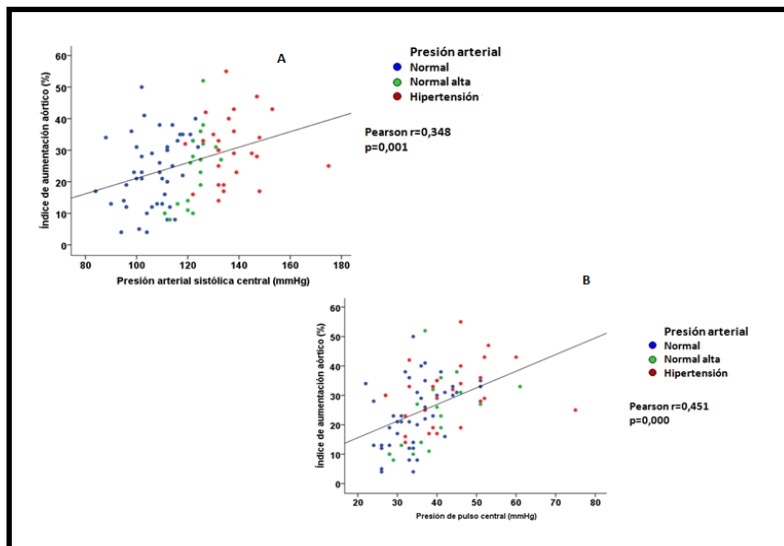 A
Presión arterial
Normal
Normal alta
Hipertensión
Pearson r=0,348
p=0,001
Índice de aumentación aórtico (%)
60
50
40
30
20
10
0
80 100 120 140 160 180
Presión arterial sistólica central (mmHg)
B
Presión arterial
Normal
Normal alta
Hipertensión
Pearson r=0,451
p=0,000
Índice de aumentación aórtico (%)
60
50
40
30
20
10
0
20 30 40 50 60 70 80
Presión de pulso central (mmHg)